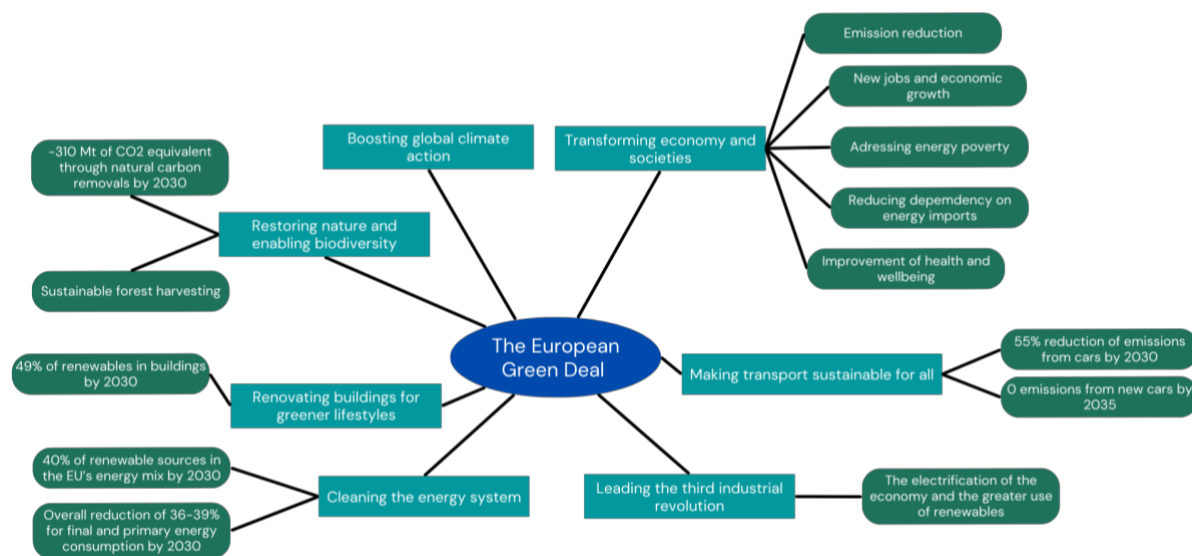 The European
Green Deal
Boosting global climate
action
Transforming economy and
societies
Emission reduction
New jobs and economic
growth
Adressing energy poverty
Reducing depemdency on
energy imports
Improvement of health and
wellbeing
Restoring nature and
enabling biodiversity
-310 Mt of CO2 equivalent
through natural carbon
removals by 2030
Sustainable forest harvesting
Renovating buildings for
greener lifestyles
49% of renewables in buildings
by 2030
Making transport sustainable for all
55% reduction of emissions
from cars by 2030
0 emissions from new cars by
2035
Cleaning the energy system
40% of renewable sources in
the EU's energy mix by 2030
Overall reduction of 36-39%
for final and primary energy
consumption by 2030
Leading the third industrial
revolution
The electrification of the
economy and the greater use
of renewables